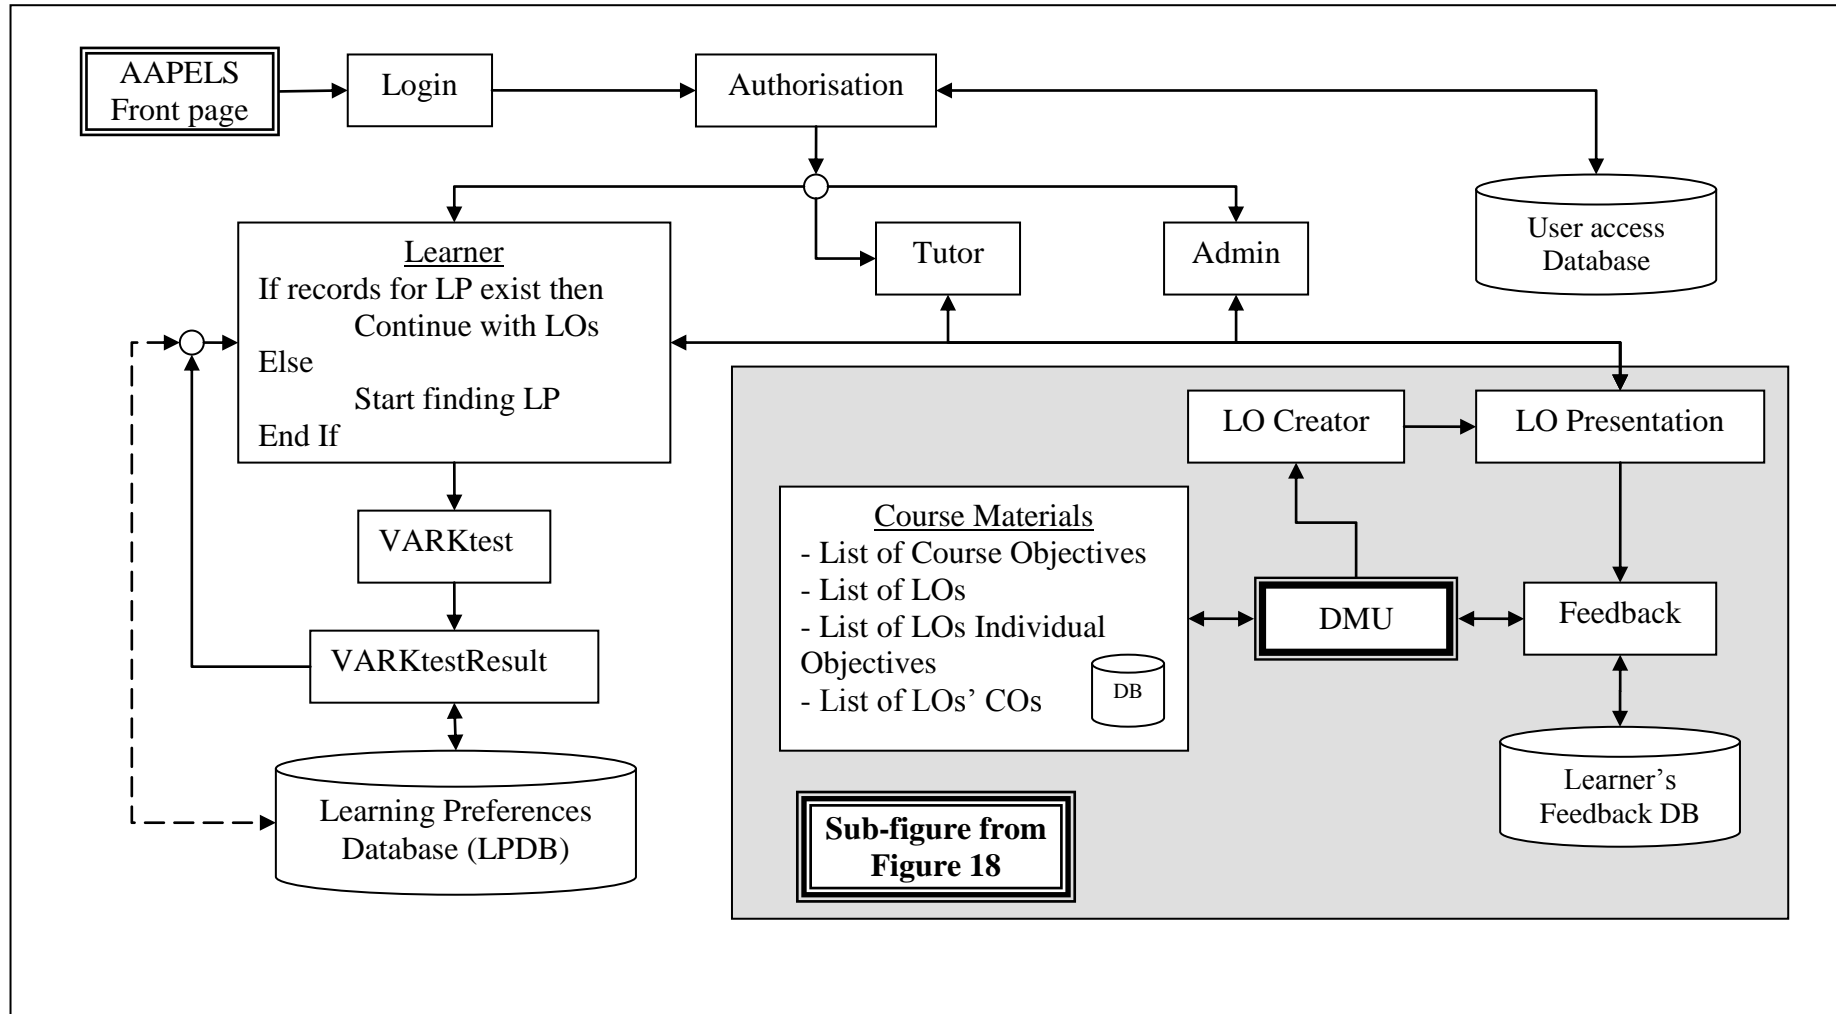 AAPELS
Front page
Login
Authorisation
User access
Database
Learner
If records for LP exist then
Continue with LOs
Else
Start finding LP
End If
Tutor
Admin
LO Creator
LO Presentation
VARKtest
Course Materials
- List of Course Objectives
- List of LOs
- List of LOs Individual
Objectives
- List of LOs’ COs
DB
DMU
Feedback
VARKtestResult
Learning Preferences
Database (LPDB)
Learner’s
Feedback DB
Sub-figure from
Figure 18